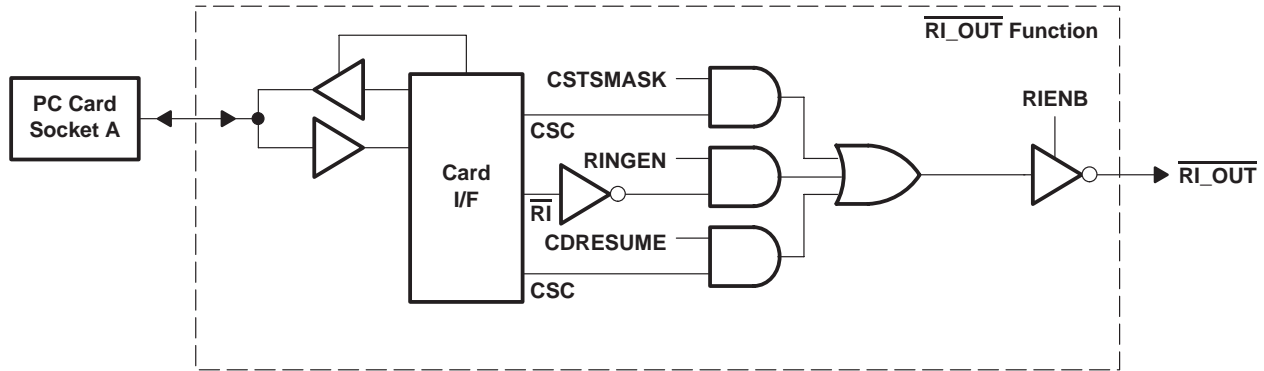 RI_OUT Function
PC Card
Socket A
CSTSMASK
RIENB
CSC
Card
I/F
RINGEN
RI
RI_OUT
CDRESUME
CSC